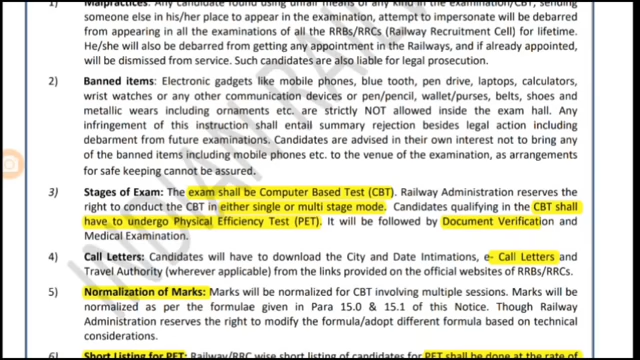 1) Malpractices: Any candidate found using unfair means of any kind in the examination/CBT, sending
someone else in his/her place to appear in the examination, attempt to impersonate will be debarred
from appearing in all the examinations of all the RRBs/RRCs (Railway Recruitment Cell) for lifetime.
He/she will also be debarred from getting any appointment in the Railways, and if already appointed,
will be dismissed from service. Such candidates are also liable for legal prosecution.
2) Banned items: Electronic gadgets like mobile phones, blue tooth, pen drive, laptops, calculators,
wrist watches or any other communication devices or pen/pencil, wallet/purses, belts, shoes and
metallic wears including ornaments etc. are strictly NOT allowed inside the exam hall. Any
infringement of this instruction shall entail summary rejection besides legal action including
debarment from future examinations. Candidates are advised in their own interest not to bring any
of the banned items including mobile phones etc. to the venue of the examination, as arrangements
for safe keeping cannot be assured.
3) Stages of Exam: The exam shall be Computer Based Test (CBT). Railway Administration reserves the
right to conduct the CBT in either single or multi stage mode. Candidates qualifying in the CBT shall
have to undergo Physical Efficiency Test (PET). It will be followed by Document Verification and
Medical Examination.
4) Call Letters: Candidates will have to download the City and Date Intimations, e- Call Letters and
Travel Authority (wherever applicable) from the links provided on the official websites of RRBs/RRCs.
5) Normalization of Marks: Marks will be normalized for CBT involving multiple sessions. Marks will be
normalized as per the formulae given in Para 15.0 & 15.1 of this Notice. Though Railway
Administration reserves the right to modify the formula/adopt different formula based on technical
considerations.
6) Short Listing for PET: Railway/RRC wise short listing of candidates for PET shall be done at the rate of
INDIAN RAIL